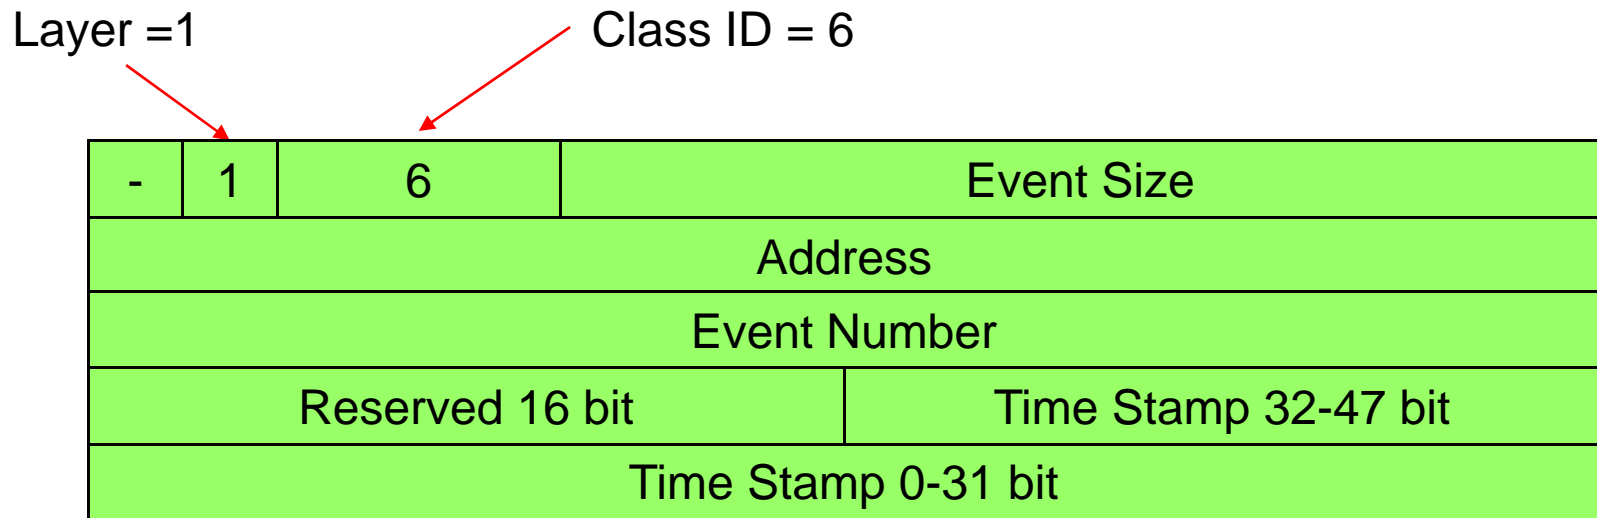 Layer =1 Class ID = 6
- 1 6 Event Size
Address
Event Number
Reserved 16 bit Time Stamp 32-47 bit
Time Stamp 0-31 bit